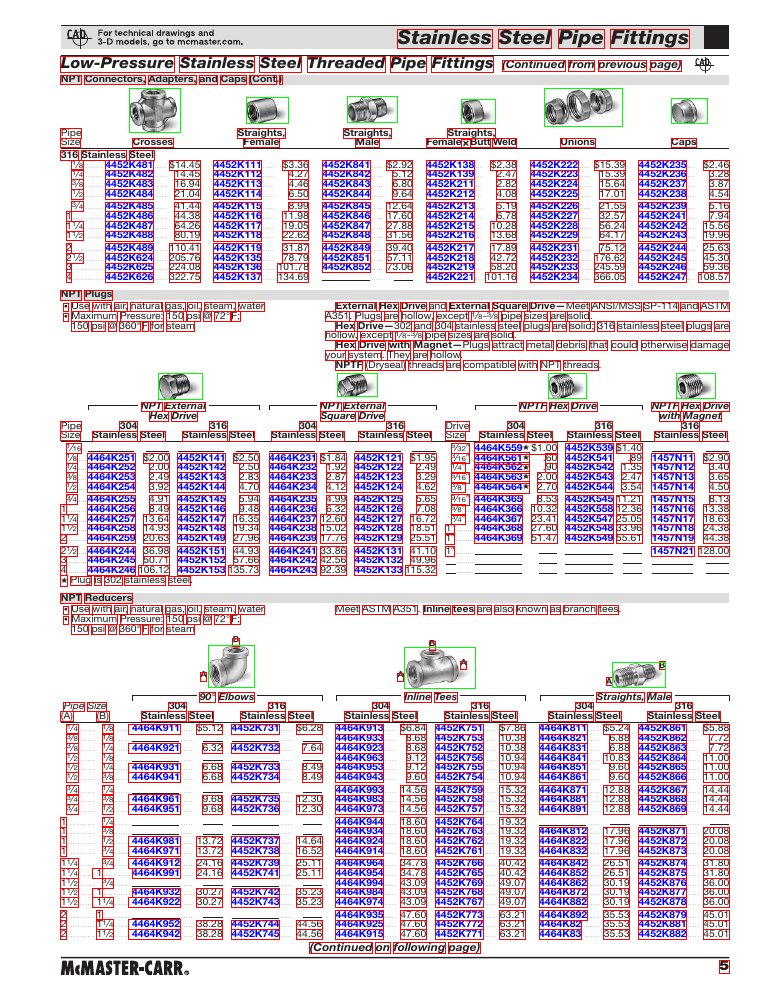 CAD
For technical drawings and
3-D models, go to mcmaster.com.
Stainless Steel Pipe Fittings
Low-Pressure Stainless Steel Threaded Pipe Fittings (Continued from previous page) CAD
NPT Connectors, Adapters, and Caps (Cont.)
Pipe Size Crosses Straights, Female Straights, Male Straights, Female x Butt Weld Unions Caps
316 Stainless Steel
1/8 4452K481 $14.45 4452K111 $3.36 4452K841 $2.92 4452K138 $2.38 4452K222 $15.39 4452K235 $2.46
1/4 4452K482 14.45 4452K112 4.27 4452K842 5.12 4452K139 2.47 4452K223 15.39 4452K236 3.28
3/8 4452K483 16.94 4452K113 4.46 4452K843 6.80 4452K211 2.82 4452K224 15.64 4452K237 3.87
1/2 4452K484 21.04 4452K114 5.50 4452K844 9.64 4452K212 4.08 4452K225 17.01 4452K238 4.54
3/4 4452K485 41.44 4452K115 8.99 4452K845 12.64 4452K213 5.19 4452K226 21.55 4452K239 5.16
1 4452K486 44.38 4452K116 11.98 4452K846 17.60 4452K214 6.78 4452K227 32.57 4452K241 7.94
1 1/4 4452K487 64.26 4452K117 19.05 4452K847 27.88 4452K215 10.28 4452K228 56.24 4452K242 15.56
1 1/2 4452K488 80.19 4452K118 22.62 4452K848 31.56 4452K216 13.68 4452K229 64.17 4452K243 19.96
2 4452K489 110.41 4452K119 31.87 4452K849 39.40 4452K217 17.89 4452K231 75.12 4452K244 25.63
2 1/2 4452K624 205.76 4452K135 78.79 4452K851 57.11 4452K218 42.72 4452K232 176.62 4452K245 45.30
3 4452K625 224.08 4452K136 101.78 4452K852 73.06 4452K219 58.20 4452K233 245.59 4452K246 59.36
4 4452K626 322.75 4452K137 134.69 4452K221 101.16 4452K234 366.05 4452K247 108.57
NPT Plugs
• Use with air, natural gas, oil, steam, water
• Maximum Pressure: 150 psi @ 72°F;
150 psi @ 360°F for steam
External Hex Drive and External Square Drive—Meet ANSI/MSS SP-114 and ASTM
A351. Plugs are hollow, except 1/8-3/8 pipe sizes are solid.
Hex Drive—302 and 304 stainless steel plugs are solid; 316 stainless steel plugs are
hollow, except 1/8-3/8 pipe sizes are solid.
Hex Drive with Magnet—Plugs attract metal debris that could otherwise damage
your system. They are hollow.
NPTF (Dryseal) threads are compatible with NPT threads.
NPT External Hex Drive NPT External Square Drive NPTF Hex Drive NPTF Hex Drive with Magnet
Pipe Size 304 Stainless Steel 316 Stainless Steel 304 Stainless Steel 316 Stainless Steel Drive Size 304 Stainless Steel 316 Stainless Steel 316 Stainless Steel
1/16 5/32" 4464K559★ $1.00 4452K539 $1.40
1/8 4464K251 $2.00 4452K141 $2.50 4464K231 $1.84 4452K121 $1.95 3/16" 4464K561★ .60 4452K541 .89 1457N11 $2.90
1/4 4464K252 2.00 4452K142 2.50 4464K232 1.92 4452K122 2.49 1/4" 4464K562★ .90 4452K542 1.35 1457N12 3.40
3/8 4464K253 2.49 4452K143 2.83 4464K233 2.87 4452K123 3.29 5/16" 4464K563★ 2.00 4452K543 2.47 1457N13 3.65
1/2 4464K254 3.92 4452K144 4.70 4464K234 4.12 4452K124 4.62 3/8" 4464K564★ 2.70 4452K544 3.54 1457N14 4.50
3/4 4464K255 4.91 4452K145 5.94 4464K235 4.99 4452K125 5.65 9/16" 4464K365 8.53 4452K545 11.21 1457N15 8.13
1 4464K256 8.49 4452K146 9.48 4464K236 6.32 4452K126 7.08 5/8" 4464K366 10.32 4452K558 12.36 1457N16 13.38
1 1/4 4464K257 13.64 4452K147 16.35 4464K237 12.60 4452K127 16.72 3/4" 4464K367 23.41 4452K547 25.05 1457N17 18.63
1 1/2 4464K258 14.93 4452K148 19.34 4464K238 15.02 4452K128 18.51 1" 4464K368 27.60 4452K548 33.96 1457N18 24.38
2 4464K259 20.63 4452K149 27.96 4464K239 17.76 4452K129 25.51 1" 4464K369 51.47 4452K549 55.61 1457N19 44.38
2 1/2 4464K244 36.98 4452K151 44.93 4464K241 33.86 4452K131 41.10 1" 1457N21 128.00
3 4464K245 50.71 4452K152 57.66 4464K242 42.56 4452K132 49.96
4 4464K246 106.12 4452K153 135.73 4464K243 92.39 4452K133 115.32
★ Plug is 302 stainless steel.
NPT Reducers
• Use with air, natural gas, oil, steam, water
• Maximum Pressure: 150 psi @ 72°F;
150 psi @ 360°F for steam
Meet ASTM A351. Inline tees are also known as branch tees.
B
A
B
A
A
B
A
90° Elbows Inline Tees Straights, Male
Pipe Size (A) (B) 304 Stainless Steel 316 Stainless Steel 304 Stainless Steel 316 Stainless Steel 304 Stainless Steel 316 Stainless Steel
1/4 1/8 4464K911 $5.12 4452K731 $6.28 4464K913 $6.84 4452K751 $7.86 4464K811 $5.24 4452K861 $5.88
3/8 1/8 4464K933 8.68 4452K753 10.38 4464K821 6.88 4452K862 7.72
3/8 1/4 4464K921 6.32 4452K732 7.64 4464K923 8.68 4452K752 10.38 4464K831 6.88 4452K863 7.72
1/2 1/8 4464K963 9.12 4452K756 10.94 4464K841 10.83 4452K864 11.00
1/2 1/4 4464K931 6.68 4452K733 8.49 4464K953 9.12 4452K755 10.94 4464K851 9.60 4452K865 11.00
1/2 3/8 4464K941 6.68 4452K734 8.49 4464K943 9.60 4452K754 10.94 4464K861 9.60 4452K866 11.00
3/4 1/4 4464K993 14.56 4452K759 15.32 4464K871 12.88 4452K867 14.44
3/4 3/8 4464K961 9.68 4452K735 12.30 4464K983 14.56 4452K758 15.32 4464K881 12.88 4452K868 14.44
3/4 1/2 4464K951 9.68 4452K736 12.30 4464K973 14.56 4452K757 15.32 4464K891 12.88 4452K869 14.44
1 1/4 4464K944 18.60 4452K764 19.32
1 3/8 4464K934 18.60 4452K763 19.32 4464K812 17.96 4452K871 20.08
1 1/2 4464K981 13.72 4452K737 14.64 4464K924 18.60 4452K762 19.32 4464K822 17.96 4452K872 20.08
1 3/4 4464K971 13.72 4452K738 16.52 4464K914 18.60 4452K761 19.32 4464K832 17.96 4452K873 20.08
1 1/4 3/4 4464K912 24.16 4452K739 25.11 4464K964 34.78 4452K766 40.42 4464K842 26.51 4452K874 31.80
1 1/4 1 4464K991 24.16 4452K741 25.11 4464K954 34.78 4452K765 40.42 4464K852 26.51 4452K875 31.80
1 1/2 3/4 4464K994 43.09 4452K769 49.07 4464K862 30.19 4452K876 36.00
1 1/2 1 4464K932 30.27 4452K742 35.23 4464K984 43.09 4452K768 49.07 4464K872 30.19 4452K877 36.00
1 1/2 1 1/4 4464K922 30.27 4452K743 35.23 4464K974 43.09 4452K767 49.07 4464K882 30.19 4452K878 36.00
2 1 4464K935 47.60 4452K773 63.21 4464K892 35.53 4452K879 45.01
2 1 1/4 4464K952 38.28 4452K744 44.56 4464K925 47.60 4452K772 63.21 4464K83 35.53 4452K881 45.01
2 1 1/2 4464K942 38.28 4452K745 44.56 4464K915 47.60 4452K771 63.21 4464K83 35.53 4452K882 45.01
(Continued on following page)
McMASTER-CARR 5